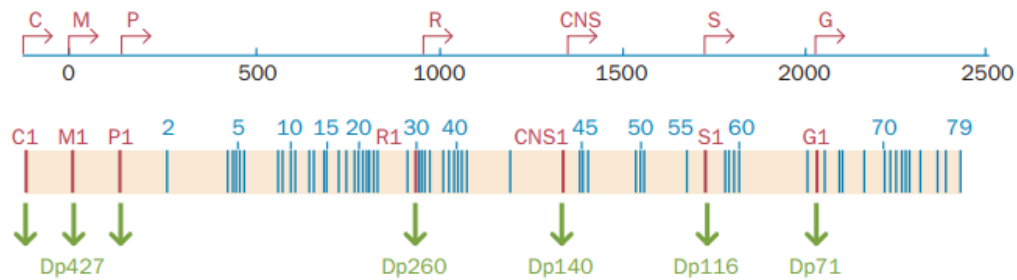 C M P R CNS S G
0 500 1000 1500 2000 2500
C1 M1 P1 2 5 10 15 20 R1 30 40 CNS1 45 50 55 S1 60 G1 70 79
Dp427 Dp260 Dp140 Dp116 Dp71